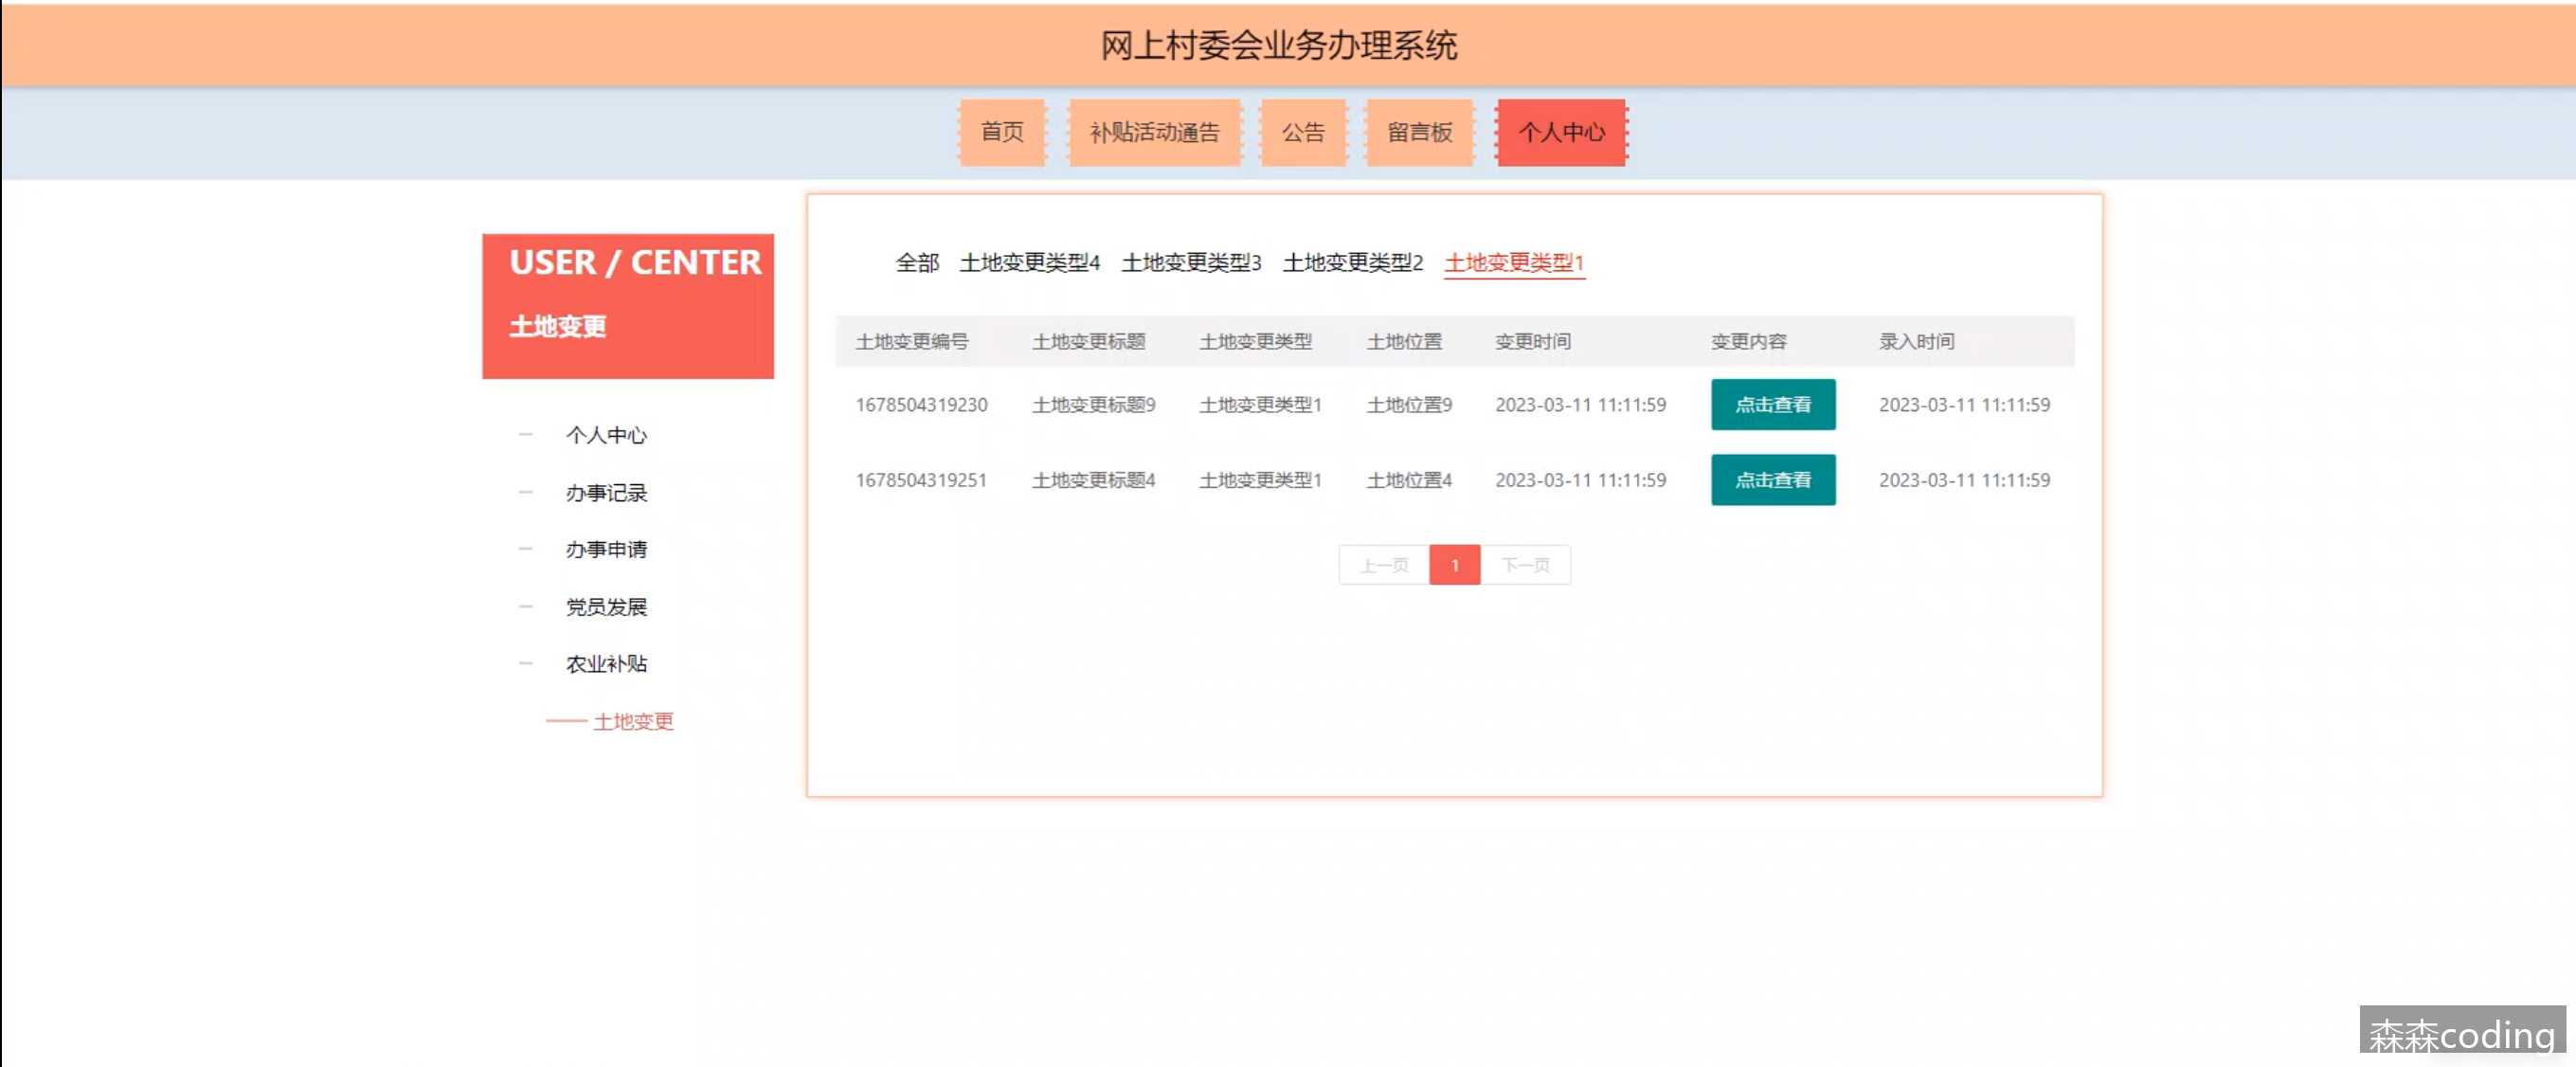 网上村委会业务办理系统
首页 补贴活动通告 公告 留言板 个人中心
USER / CENTER
土地变更
个人中心
办事记录
办事申请
党员发展
农业补贴
土地变更
全部 土地变更类型4 土地变更类型3 土地变更类型2 土地变更类型1
土地变更编号 土地变更标题 土地变更类型 土地位置 变更时间 变更内容 录入时间
1678504319230 土地变更标题9 土地变更类型1 土地位置9 2023-03-11 11:11:59 点击查看 2023-03-11 11:11:59
1678504319251 土地变更标题4 土地变更类型1 土地位置4 2023-03-11 11:11:59 点击查看 2023-03-11 11:11:59
上一页 1 下一页
森森coding